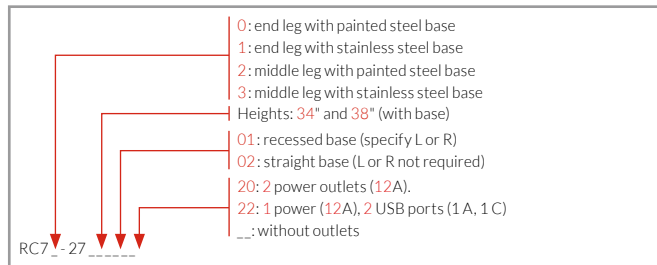 0: end leg with painted steel base
1: end leg with stainless steel base
2: middle leg with painted steel base
3: middle leg with stainless steel base
Heights: 34" and 38" (with base)
01: recessed base (specify L or R)
02: straight base (L or R not required)
20: 2 power outlets (12A).
22: 1 power (12A), 2 USB ports (1 A, 1 C)
__: without outlets
RC7_- 27 ______